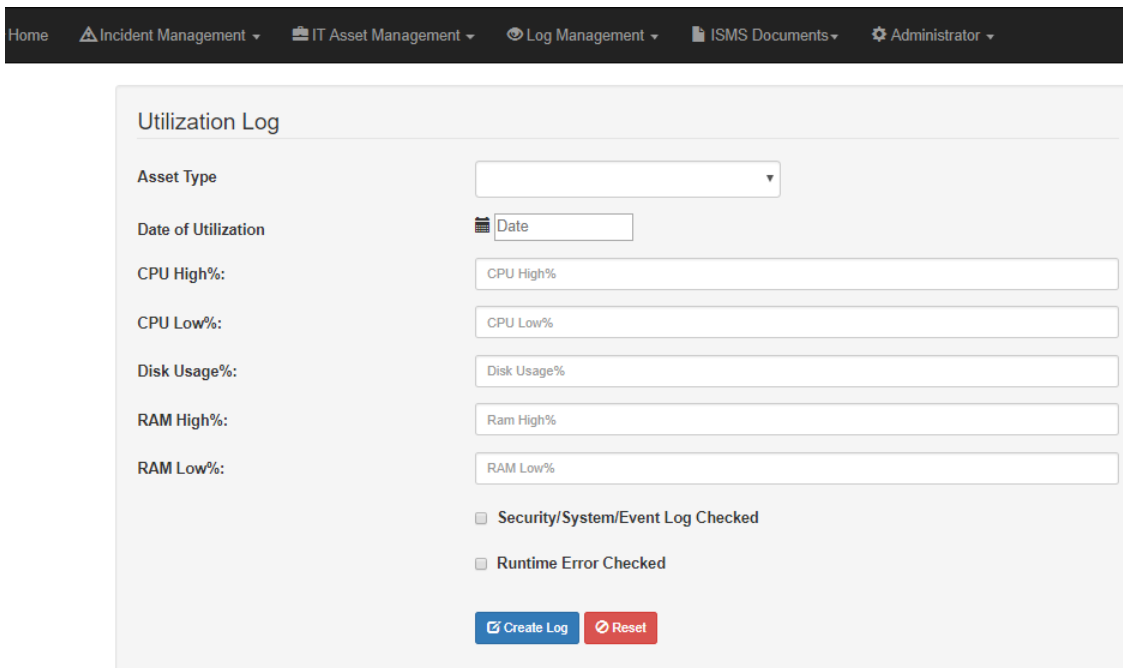 Home Incident Management IT Asset Management Log Management ISMS Documents Administrator
Utilization Log
Asset Type
Date of Utilization Date
CPU High%: CPU High%
CPU Low%: CPU Low%
Disk Usage%: Disk Usage%
RAM High%: Ram High%
RAM Low%: RAM Low%
Security/System/Event Log Checked
Runtime Error Checked
Create Log Reset